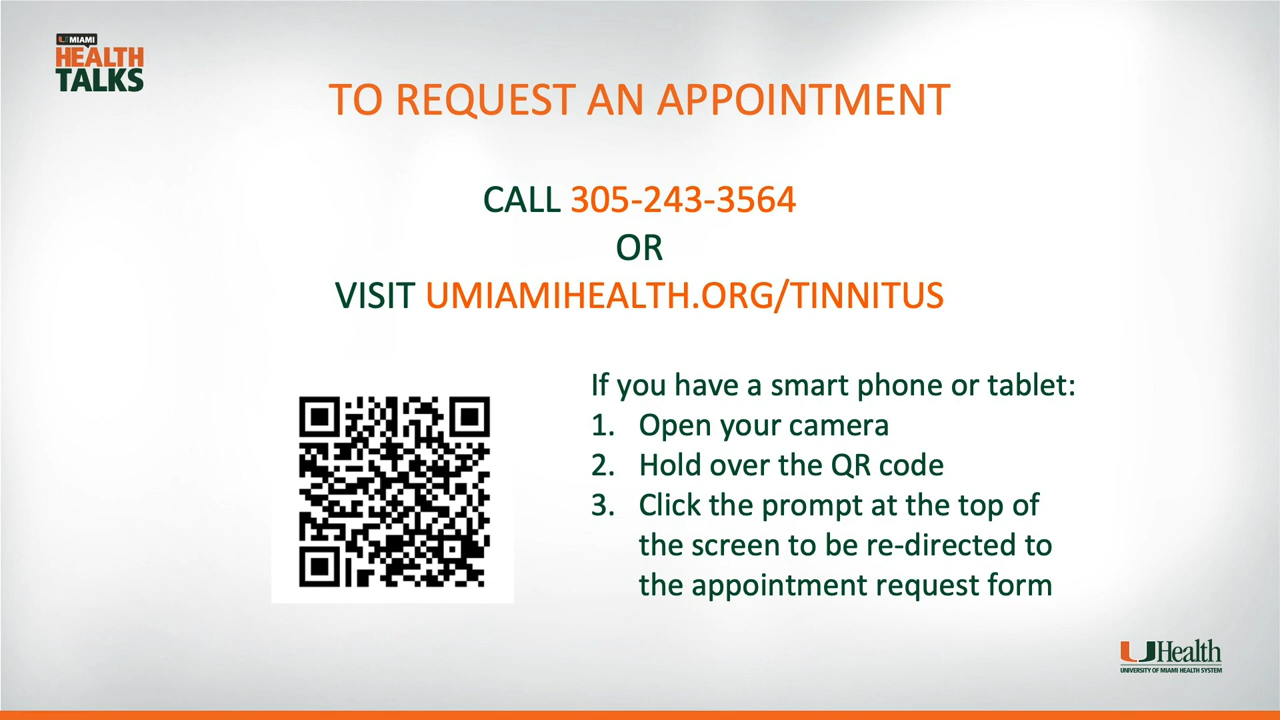 U MIAMI
HEALTH
TALKS
TO REQUEST AN APPOINTMENT
CALL 305-243-3564
OR
VISIT UMIAMIHEALTH.ORG/TINNITUS
If you have a smart phone or tablet:
1. Open your camera
2. Hold over the QR code
3. Click the prompt at the top of
the screen to be re-directed to
the appointment request form
UHealth
UNIVERSITY OF MIAMI HEALTH SYSTEM